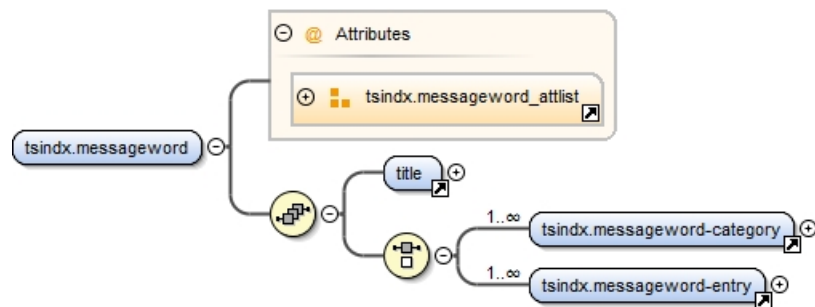 @ Attributes
tsindx.messageword_attlist
tsindx.messageword
title
1..∞
tsindx.messageword-category
1..∞
tsindx.messageword-entry